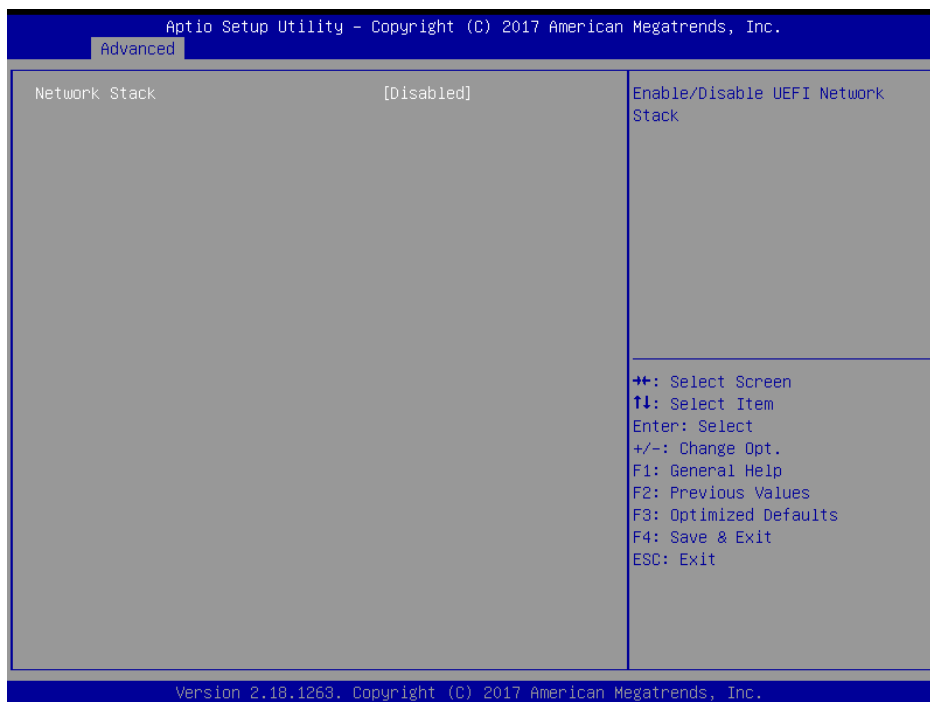 Aptio Setup Utility – Copyright (C) 2017 American Megatrends, Inc.
Advanced
Network Stack [Disabled]
Enable/Disable UEFI Network
Stack
→←: Select Screen
↑↓: Select Item
Enter: Select
+/-: Change Opt.
F1: General Help
F2: Previous Values
F3: Optimized Defaults
F4: Save & Exit
ESC: Exit
Version 2.18.1263. Copyright (C) 2017 American Megatrends, Inc.